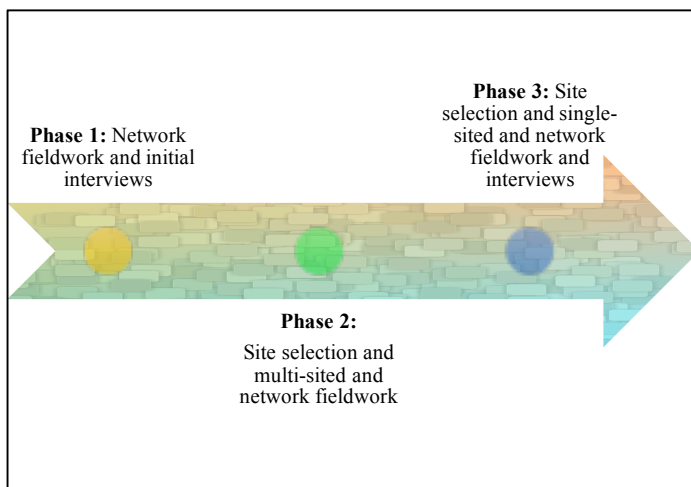 Phase 1: Network
fieldwork and initial
interviews
Phase 2:
Site selection and
multi-sited and
network fieldwork
Phase 3: Site
selection and single-
sited and network
fieldwork and
interviews